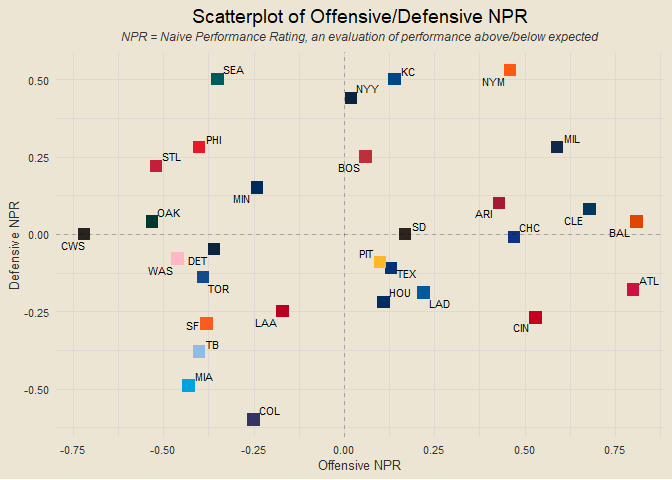 Scatterplot of Offensive/Defensive NPR
NPR = Naive Performance Rating, an evaluation of performance above/below expected
SEA
KC
NYM
0.50
NYY
PHI
MIL
STL
0.25
BOS
MIN
OAK
ARI
CLE
BAL
CHC
SD
0.00
CWS
PIT
DET
WAS
TEX
TOR
ATL
HOU
LAD
-0.25
LAA
SF
CIN
TB
MIA
-0.50
COL
Defensive NPR
-0.75
-0.50
-0.25
0.00
0.25
0.50
0.75
Offensive NPR